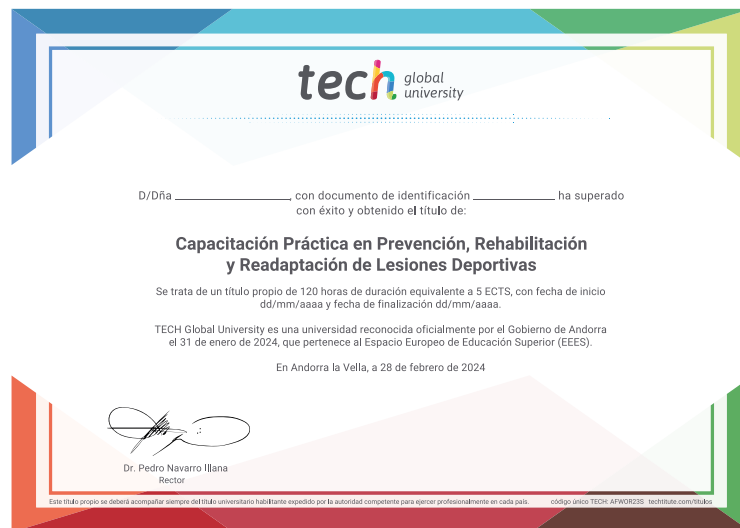 tech global university
D/Dña ____________________, con documento de identificación ______________ ha superado
con éxito y obtenido el título de:
Capacitación Práctica en Prevención, Rehabilitación
y Readaptación de Lesiones Deportivas
Se trata de un título propio de 120 horas de duración equivalente a 5 ECTS, con fecha de inicio
dd/mm/aaaa y fecha de finalización dd/mm/aaaa.
TECH Global University es una universidad reconocida oficialmente por el Gobierno de Andorra
el 31 de enero de 2024, que pertenece al Espacio Europeo de Educación Superior (EEES).
En Andorra la Vella, a 28 de febrero de 2024
Dr. Pedro Navarro Illana
Rector
Este título propio se deberá acompañar siempre del título universitario habilitante expedido por la autoridad competente para ejercer profesionalmente en cada país. código único TECH: AFWOR23S techtitute.com/titulos